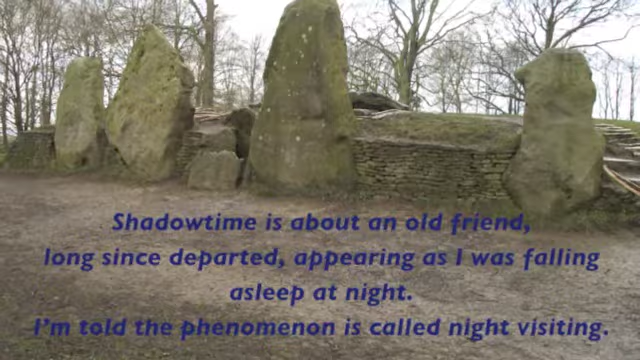 Shadowtime is about an old friend,
long since departed, appearing as I was falling
asleep at night.
I'm told the phenomenon is called night visiting.